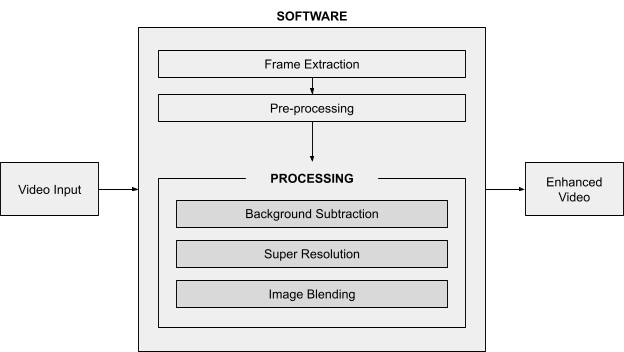 SOFTWARE
Frame Extraction
Pre-processing
Video Input
PROCESSING
Background Subtraction
Super Resolution
Image Blending
Enhanced
Video